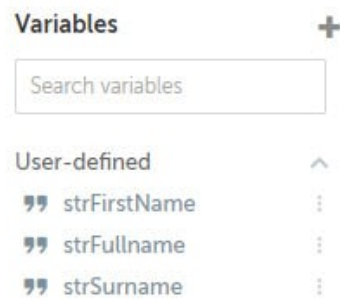 Variables
Search variables
User-defined
strFirstName
strFullname
strSurname